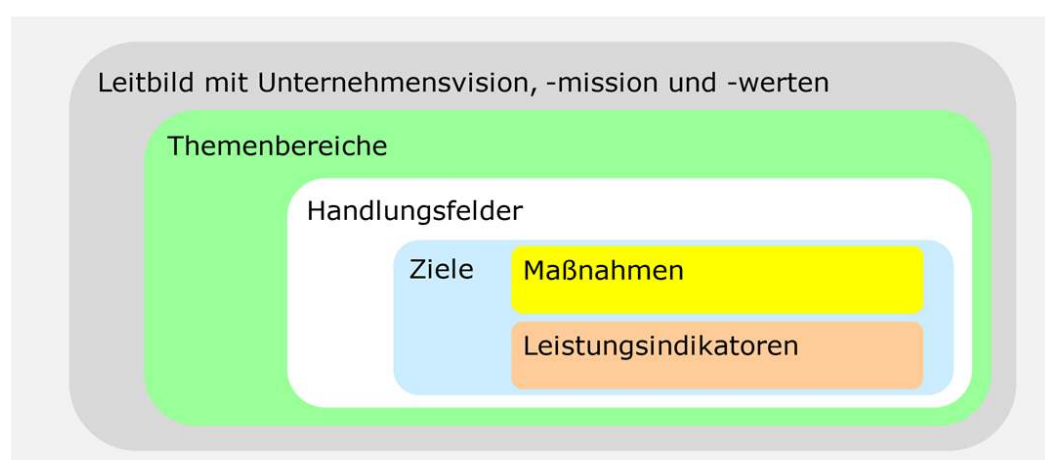 Leitbild mit Unternehmensvision, -mission und -werten
Themenbereiche
Handlungsfelder
Ziele
Maßnahmen
Leistungsindikatoren